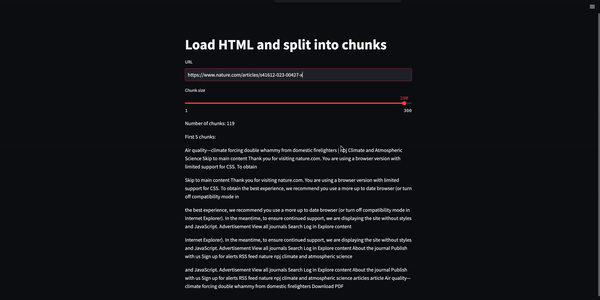 Load HTML and split into chunks
URL
https://www.nature.com/articles/s41612-023-00427-x
Chunk size
290
1 300
Number of chunks: 119
First 5 chunks:
Air quality—climate forcing double whammy from domestic firelighters | npj Climate and Atmospheric
Science Skip to main content Thank you for visiting nature.com. You are using a browser version with
limited support for CSS. To obtain
Skip to main content Thank you for visiting nature.com. You are using a browser version with limited
support for CSS. To obtain the best experience, we recommend you use a more up to date browser (or turn
off compatibility mode in
the best experience, we recommend you use a more up to date browser (or turn off compatibility mode in
Internet Explorer). In the meantime, to ensure continued support, we are displaying the site without styles
and JavaScript. Advertisement View all journals Search Log in Explore content
Internet Explorer). In the meantime, to ensure continued support, we are displaying the site without styles
and JavaScript. Advertisement View all journals Search Log in Explore content About the journal Publish
with us Sign up for alerts RSS feed nature npj climate and atmospheric science
and JavaScript. Advertisement View all journals Search Log in Explore content About the journal Publish
with us Sign up for alerts RSS feed nature npj climate and atmospheric science articles article Air quality—
climate forcing double whammy from domestic firelighters Download PDF